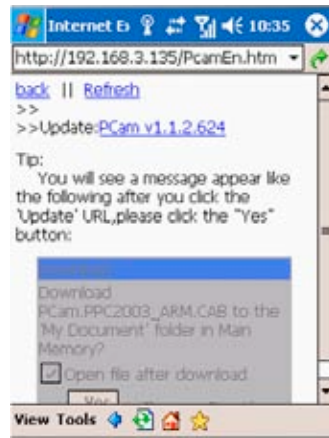 Internet Ex 10:35
http://192.168.3.135/PcamEn.htm
back || Refresh
>>
>>Update:PCam v1.1.2.624
Tip:
You will see a message appear like
the following after you click the
'Update' URL,please click the "Yes"
button:
Download
Download
PCam.PPC2003_ARM.CAB to the
'My Document' folder in Main
Memory?
Open file after download
Yes
View Tools